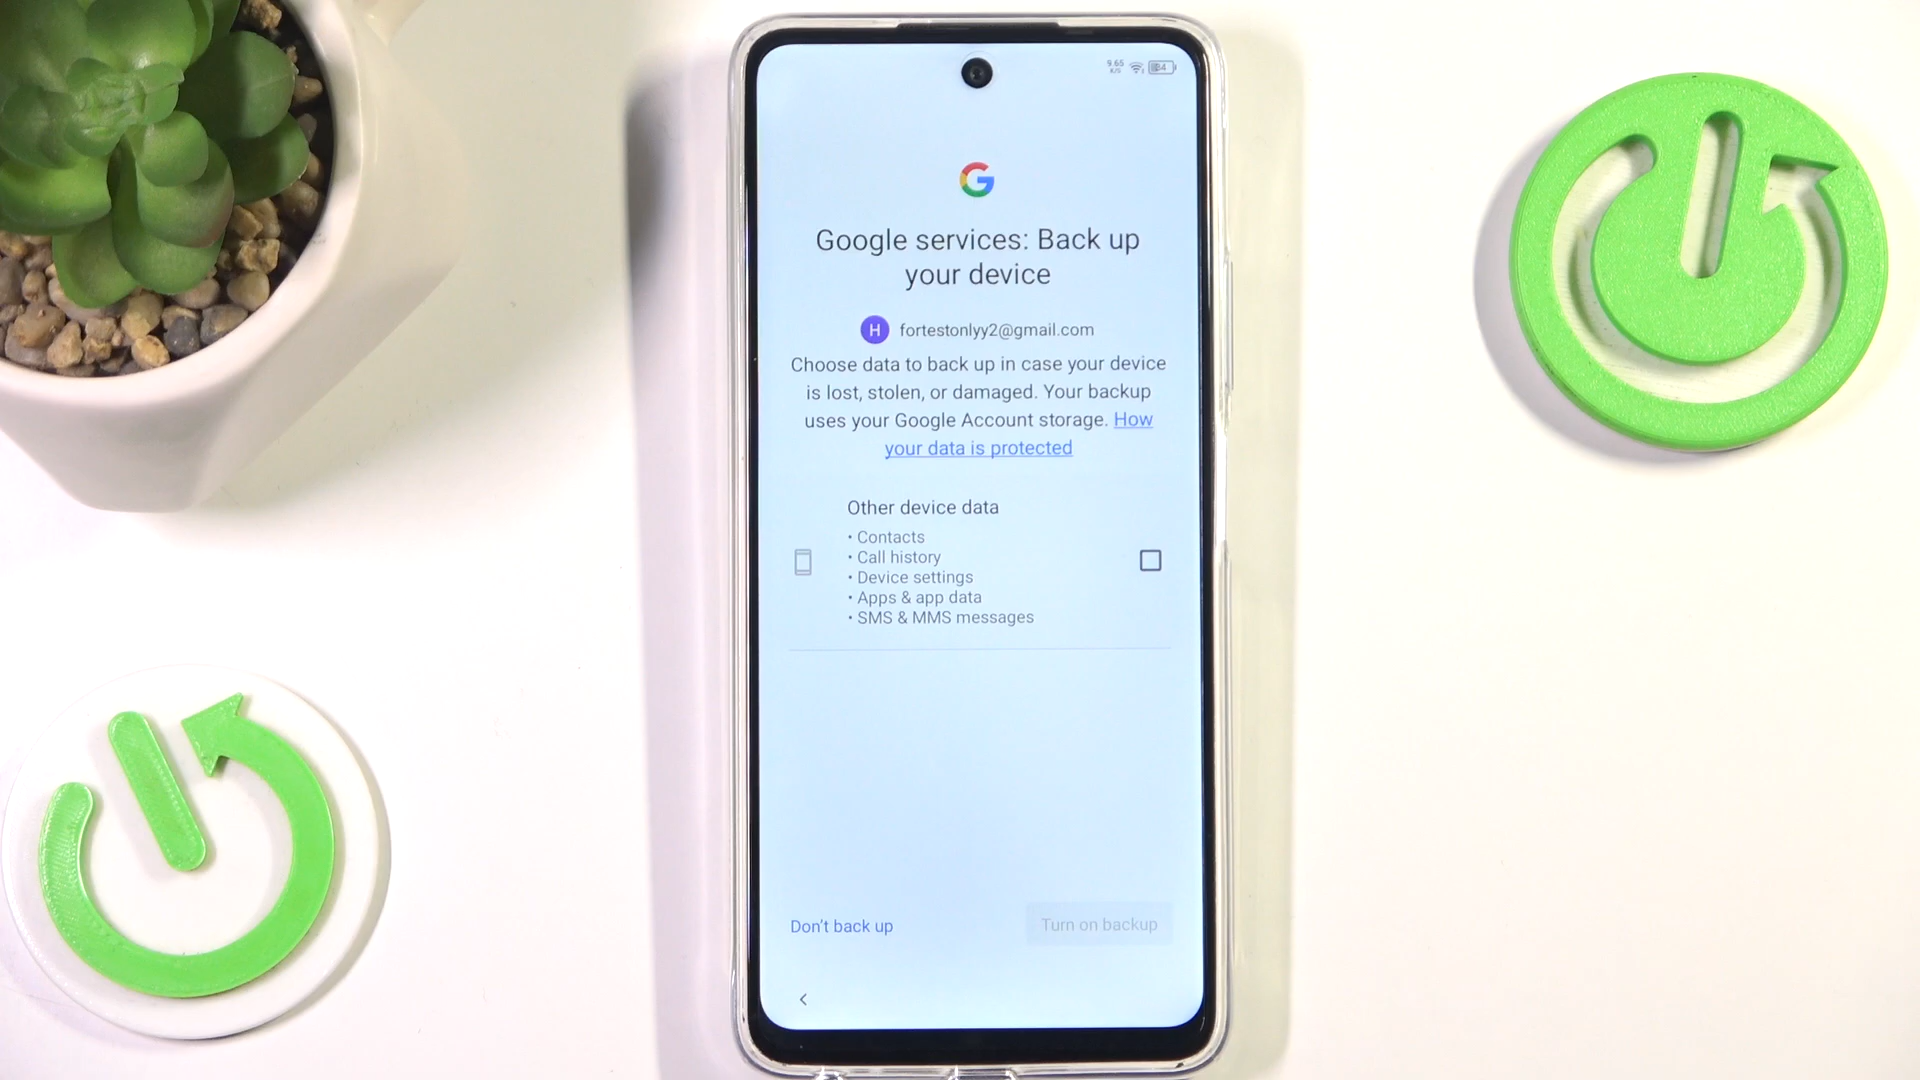 9.65
K/S
Google services: Back up
your device
H fortestonlyy2@gmail.com
Choose data to back up in case your device
is lost, stolen, or damaged. Your backup
uses your Google Account storage. How
your data is protected
Other device data
• Contacts
• Call history
• Device settings
• Apps & app data
• SMS & MMS messages
Don't back up
Turn on backup